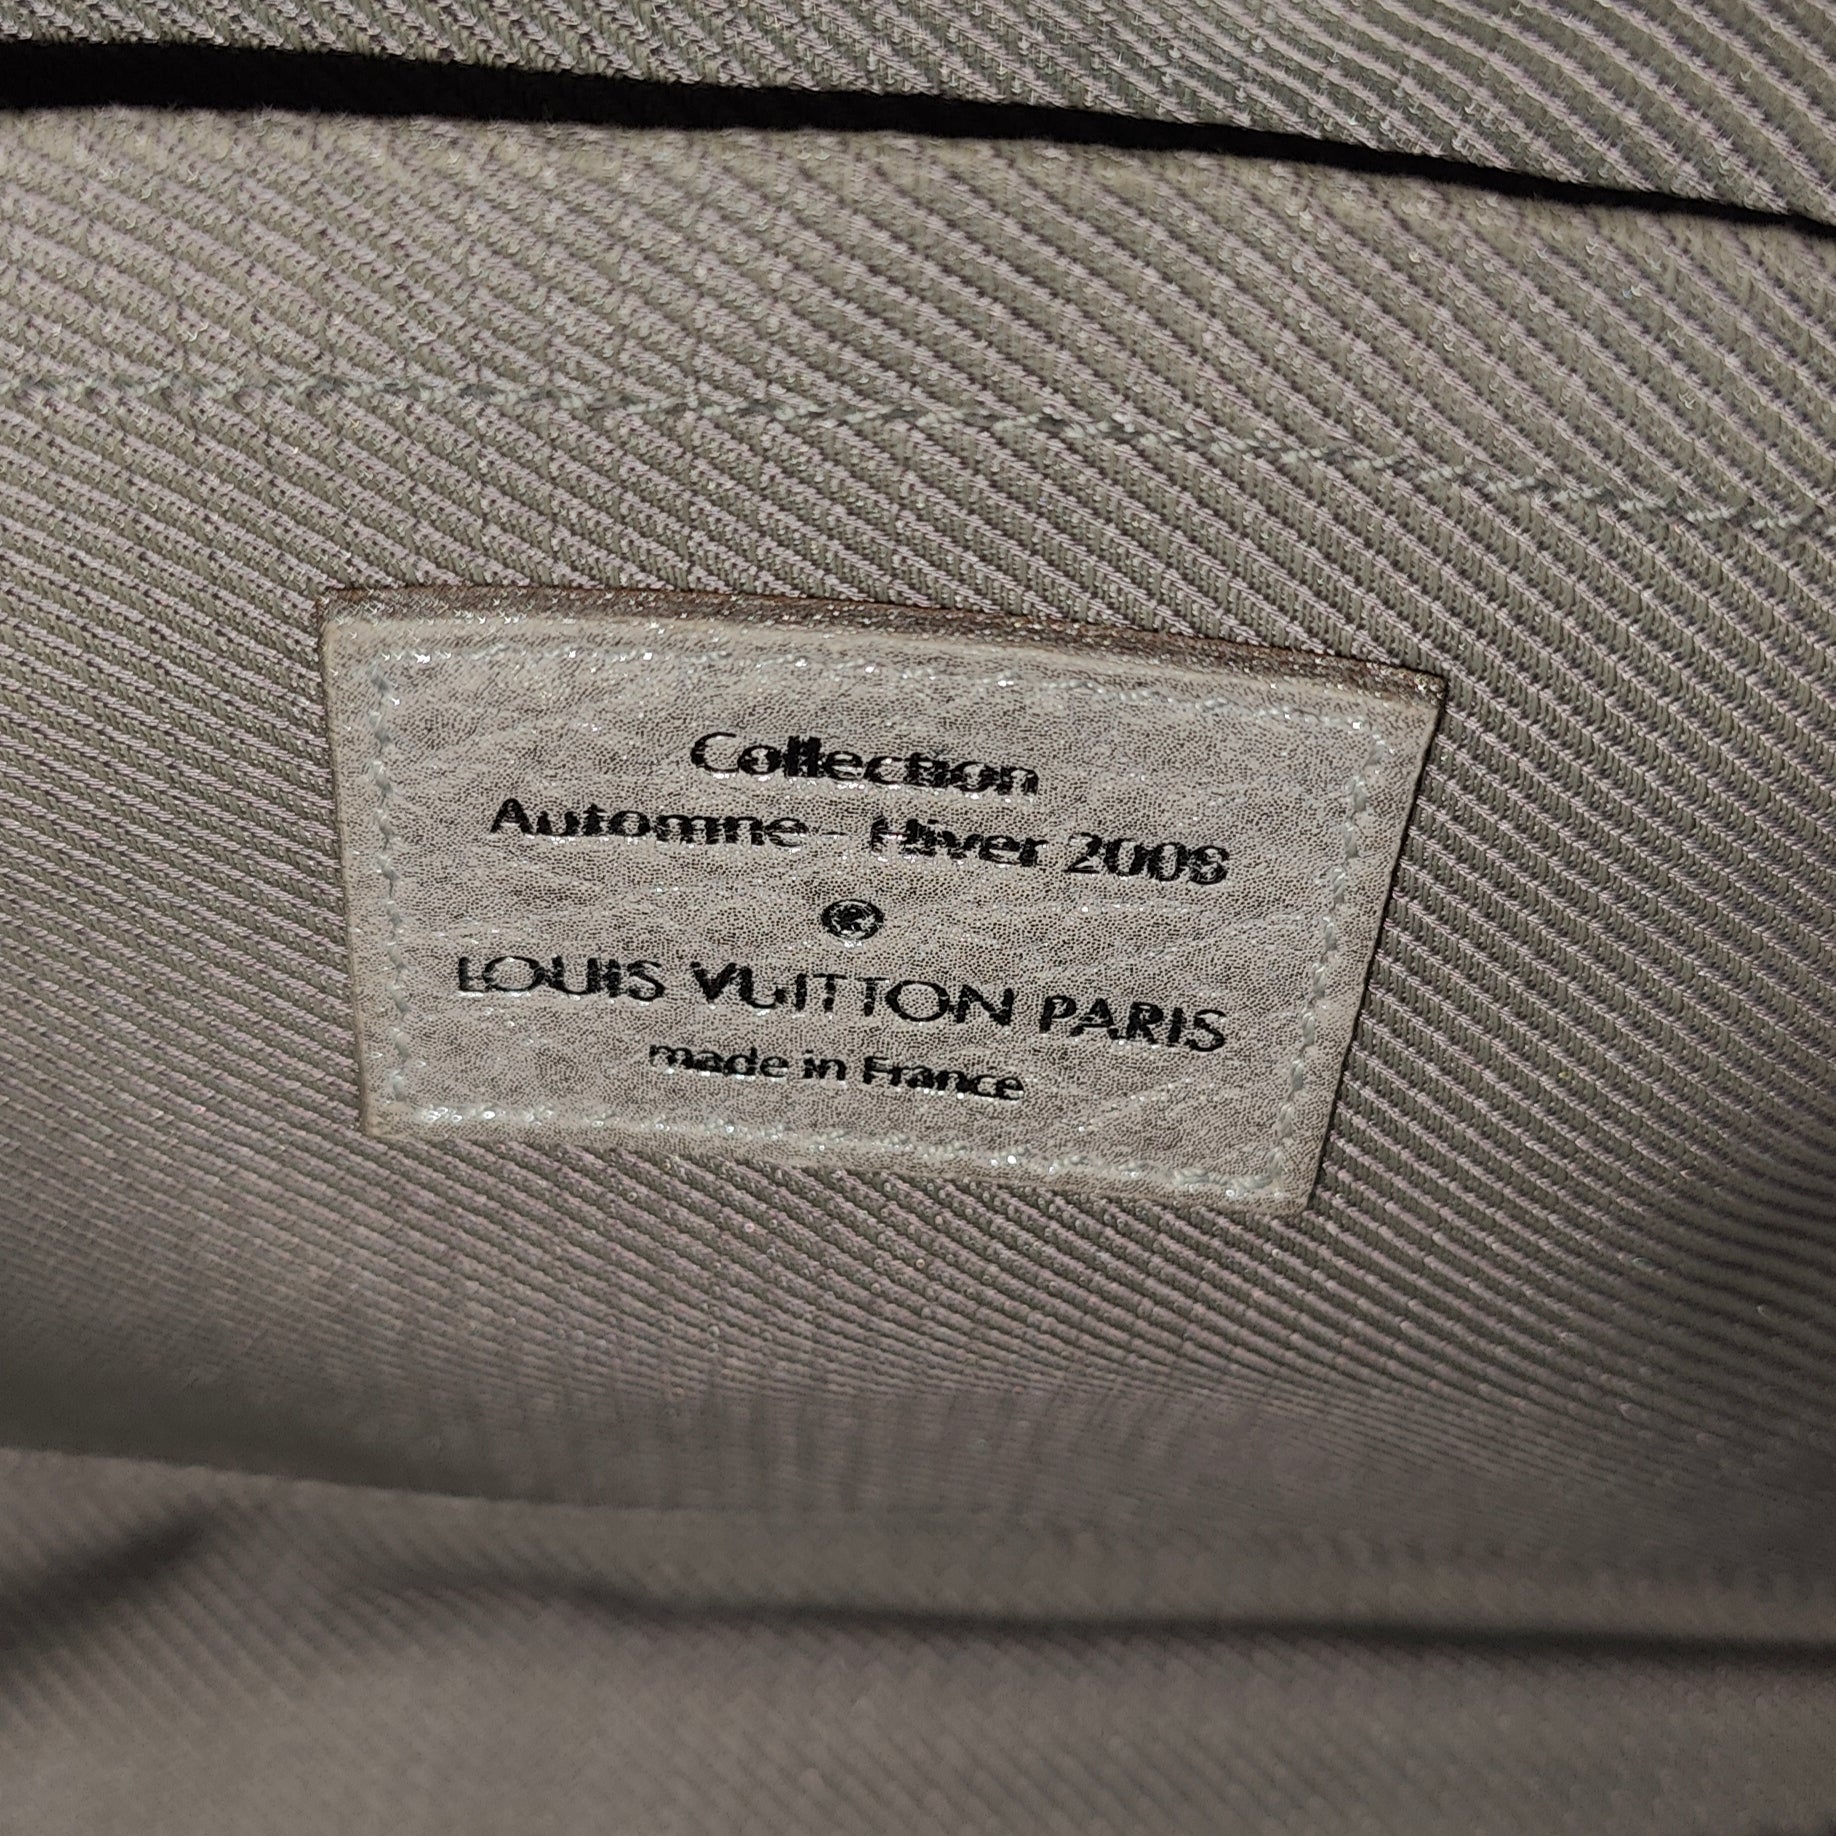 Collection
Automne - Hiver 2008
®
LOUIS VUITTON PARIS
made in France